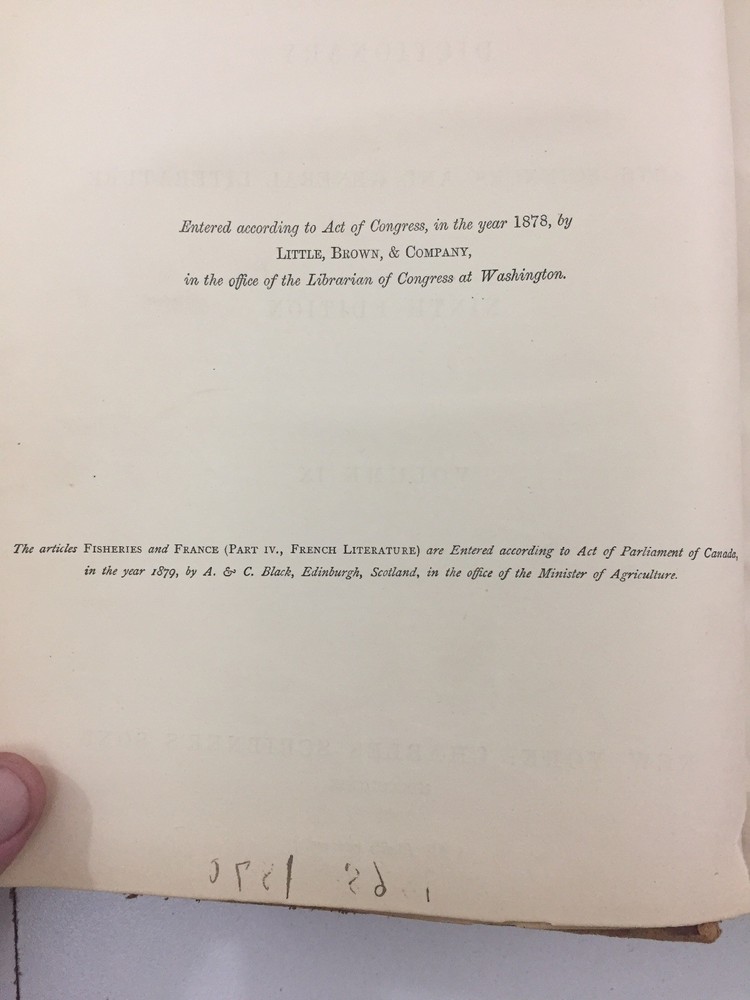 Entered according to Act of Congress, in the year 1878, by
LITTLE, BROWN, & COMPANY,
in the office of the Librarian of Congress at Washington.
The articles FISHERIES and FRANCE (PART IV., FRENCH LITERATURE) are Entered according to Act of Parliament of Canada,
in the year 1879, by A. & C. Black, Edinburgh, Scotland, in the office of the Minister of Agriculture.